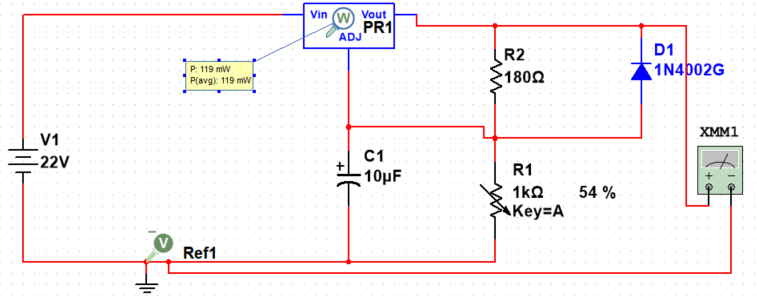 Vin
W
Vout
PR1
ADJ
P: 119 mW
P(avg): 119 mW
R2
180Ω
D1
1N4002G
V1
22V
C1
10µF
+
R1
1kΩ
54 %
Key=A
XMM1
+ −
V
Ref1